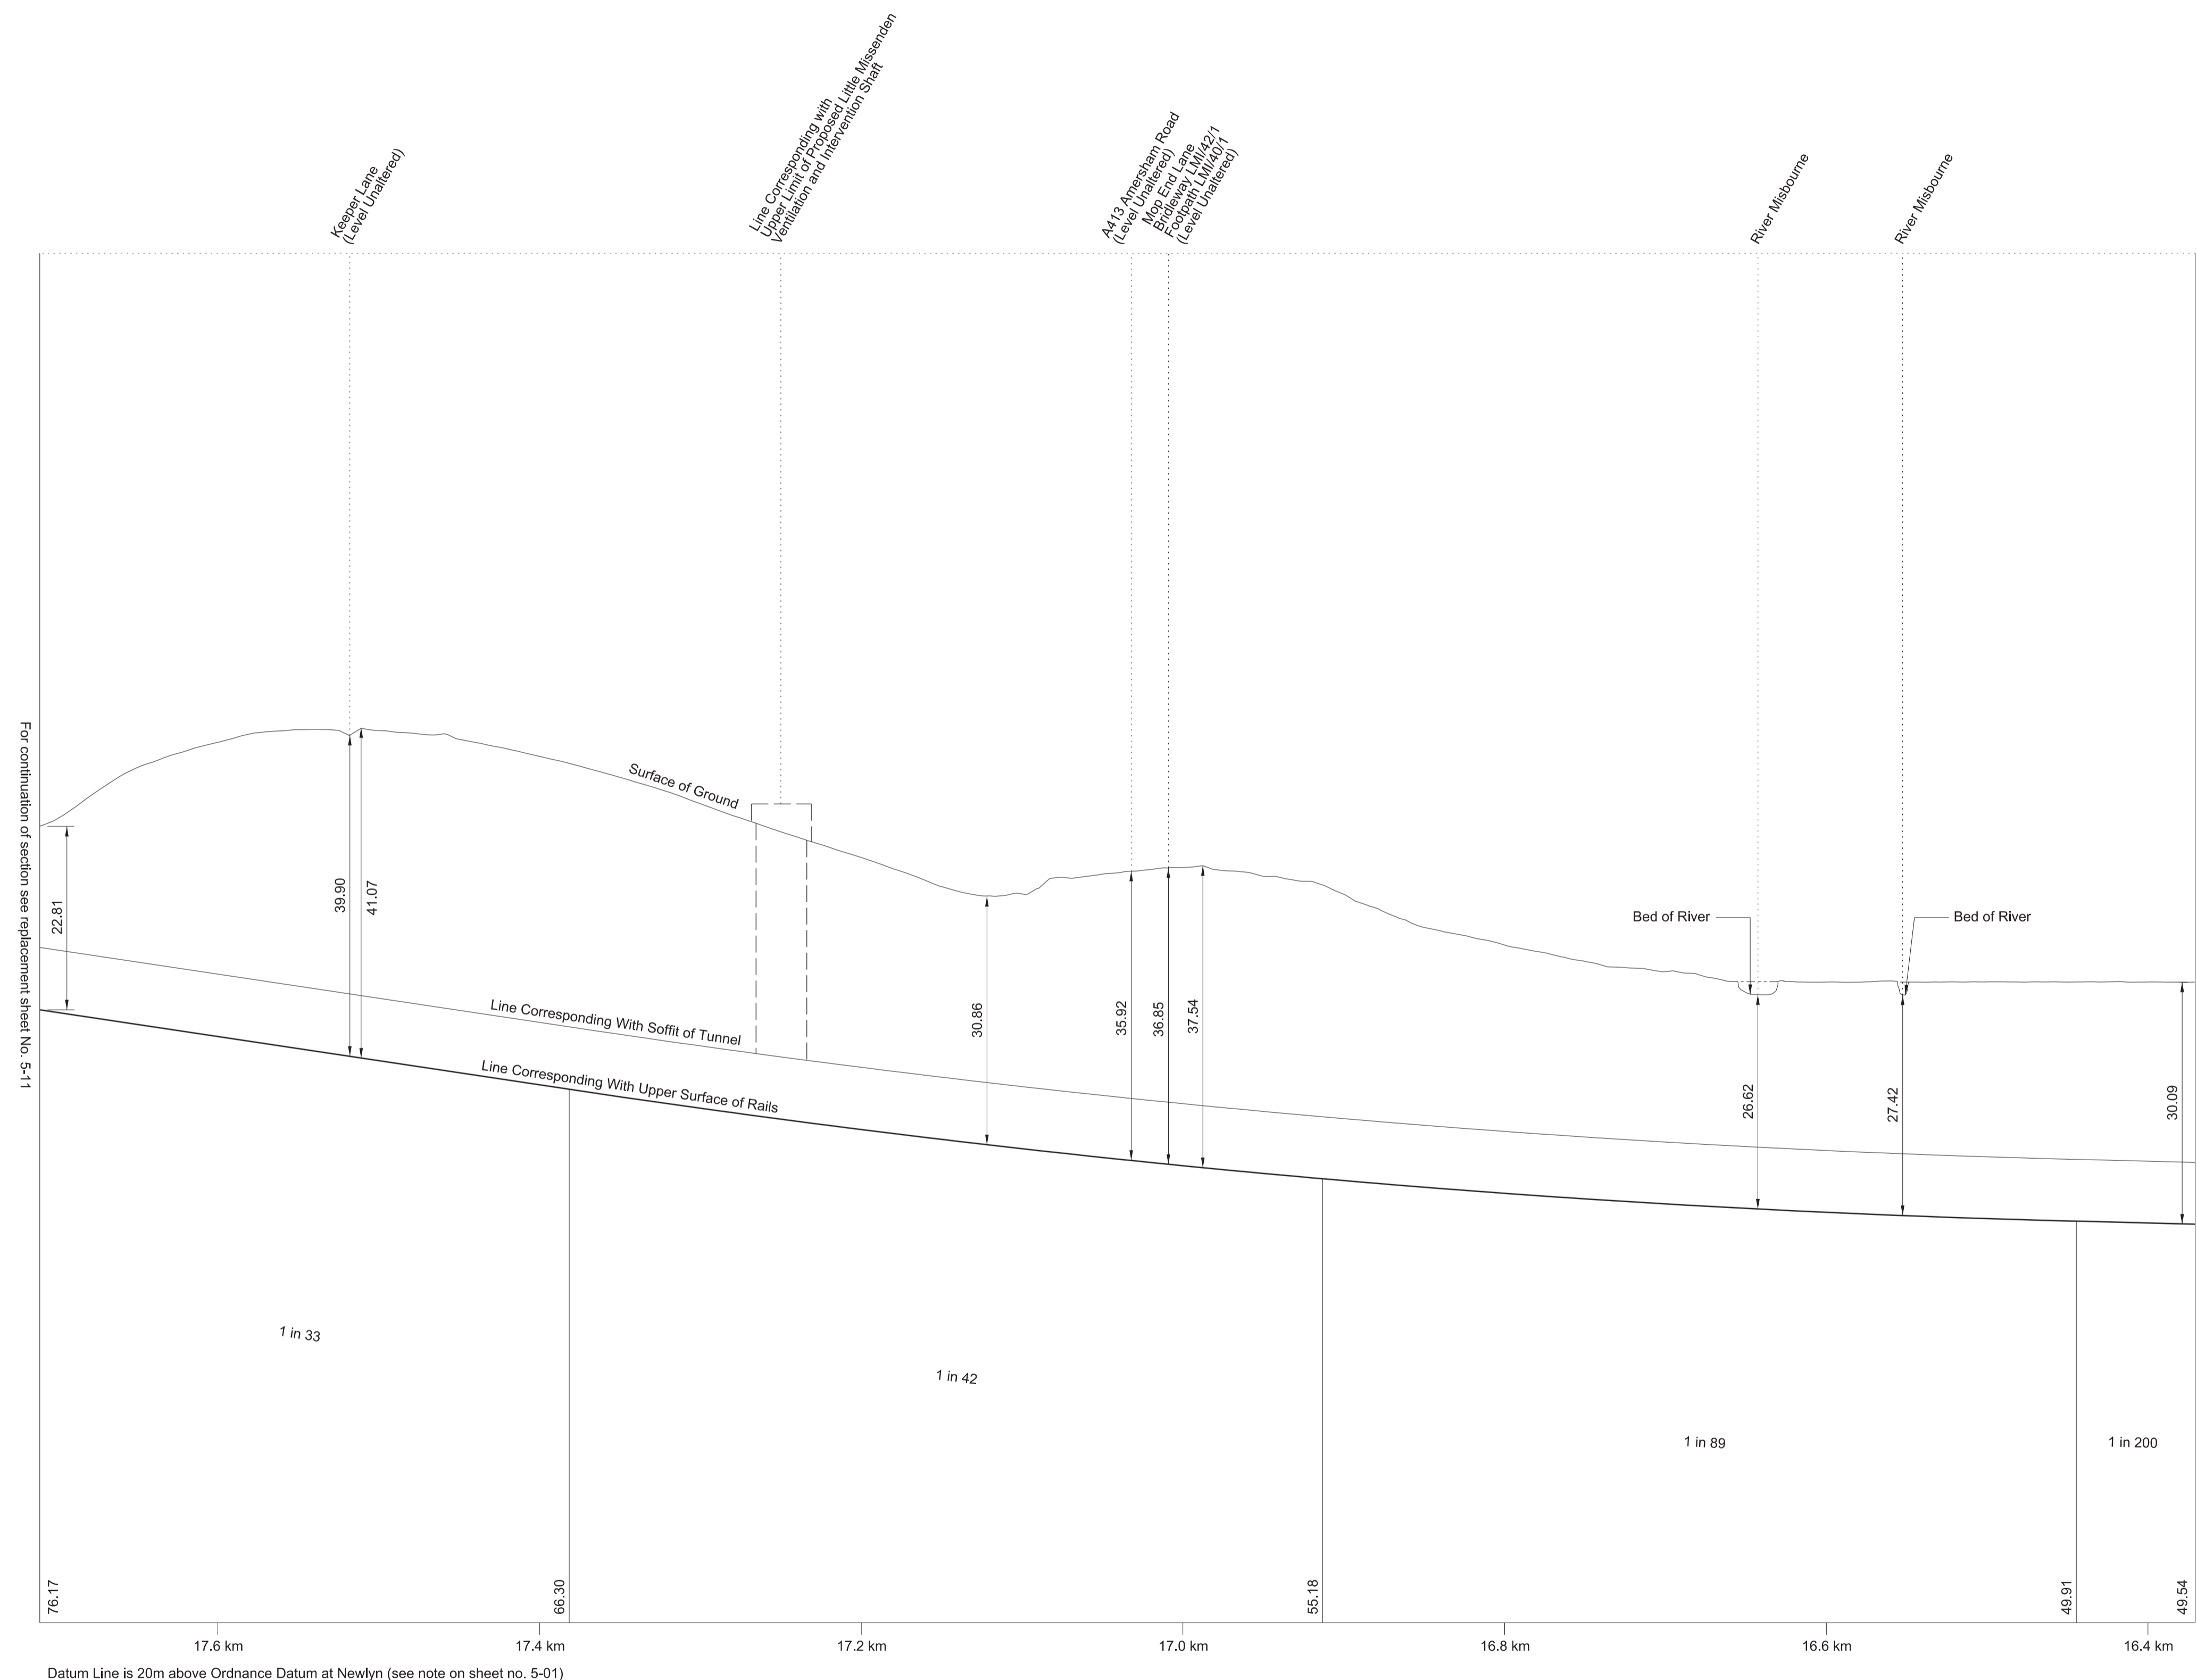 Keeper Lane
(Level Unaltered)
Line Corresponding with
Upper Limit of Proposed Little Missenden
Ventilation and Intervention Shaft
A413 Amersham Road
(Level Unaltered)
Mop End Lane
Bridleway LMI/42/1
Footpath LMI/40/1
(Level Unaltered)
River Misbourne
River Misbourne
For continuation of section see replacement sheet No. 5-11
Surface of Ground
22.81
39.90
41.07
Bed of River
Bed of River
Line Corresponding With Soffit of Tunnel
30.86
35.92
36.85
37.54
Line Corresponding With Upper Surface of Rails
26.62
27.42
30.09
1 in 33
1 in 42
1 in 89
1 in 200
76.17
66.30
55.18
49.91
49.54
17.6 km
17.4 km
17.2 km
17.0 km
16.8 km
16.6 km
16.4 km
Datum Line is 20m above Ordnance Datum at Newlyn (see note on sheet no. 5-01)